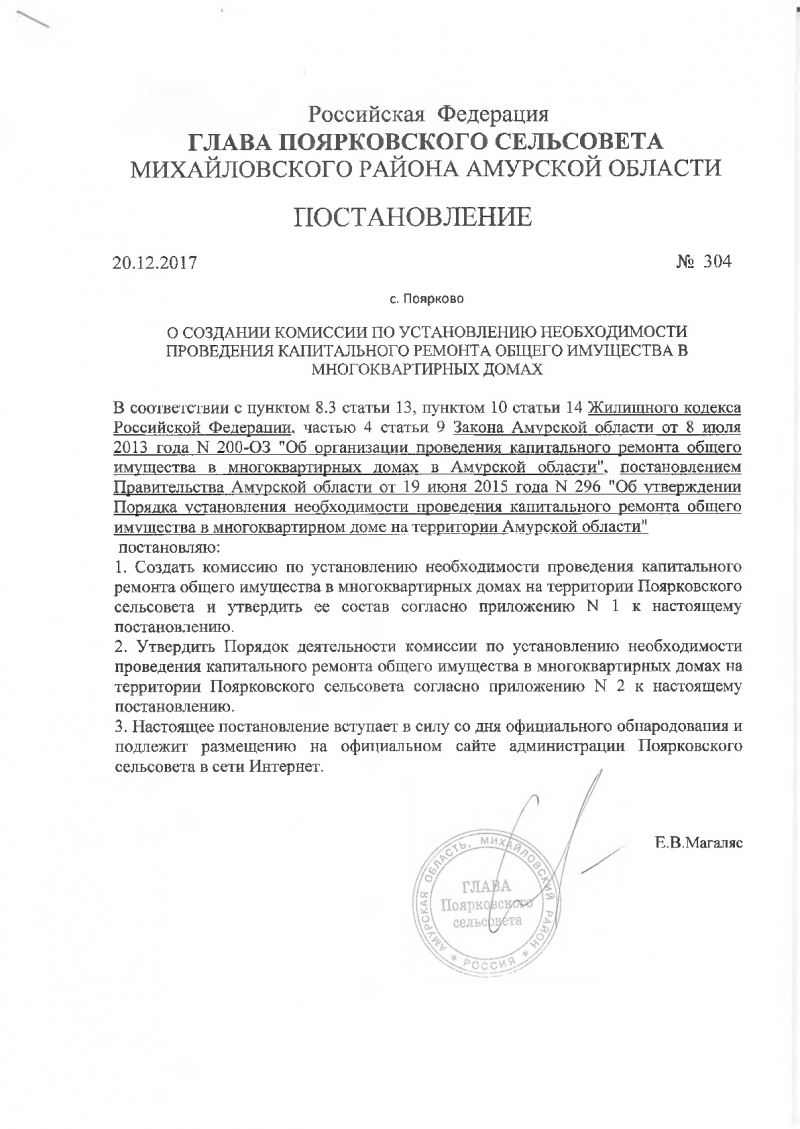 Российская Федерация
ГЛАВА ПОЯРКОВСКОГО СЕЛЬСОВЕТА
МИХАЙЛОВСКОГО РАЙОНА АМУРСКОЙ ОБЛАСТИ
ПОСТАНОВЛЕНИЕ
20.12.2017 № 304
с. Поярково
О СОЗДАНИИ КОМИССИИ ПО УСТАНОВЛЕНИЮ НЕОБХОДИМОСТИ
ПРОВЕДЕНИЯ КАПИТАЛЬНОГО РЕМОНТА ОБЩЕГО ИМУЩЕСТВА В
МНОГОКВАРТИРНЫХ ДОМАХ
В соответствии с пунктом 8.3 статьи 13, пунктом 10 статьи 14 Жилищного кодекса
Российской Федерации, частью 4 статьи 9 Закона Амурской области от 8 июля
2013 года N 200-ОЗ "Об организации проведения капитального ремонта общего
имущества в многоквартирных домах в Амурской области", постановлением
Правительства Амурской области от 19 июня 2015 года N 296 "Об утверждении
Порядка установления необходимости проведения капитального ремонта общего
имущества в многоквартирном доме на территории Амурской области"
постановляю:
1. Создать комиссию по установлению необходимости проведения капитального
ремонта общего имущества в многоквартирных домах на территории Поярковского
сельсовета и утвердить ее состав согласно приложению N 1 к настоящему
постановлению.
2. Утвердить Порядок деятельности комиссии по установлению необходимости
проведения капитального ремонта общего имущества в многоквартирных домах на
территории Поярковского сельсовета согласно приложению N 2 к настоящему
постановлению.
3. Настоящее постановление вступает в силу со дня официального обнародования и
подлежит размещению на официальном сайте администрации Поярковского
сельсовета в сети Интернет.
Е.В.Магаляс
АМУРСКАЯ ОБЛАСТЬ, МИХАЙЛОВСКИЙ РАЙОН
ГЛАВА
Поярковского
сельсовета
* РОССИЯ *